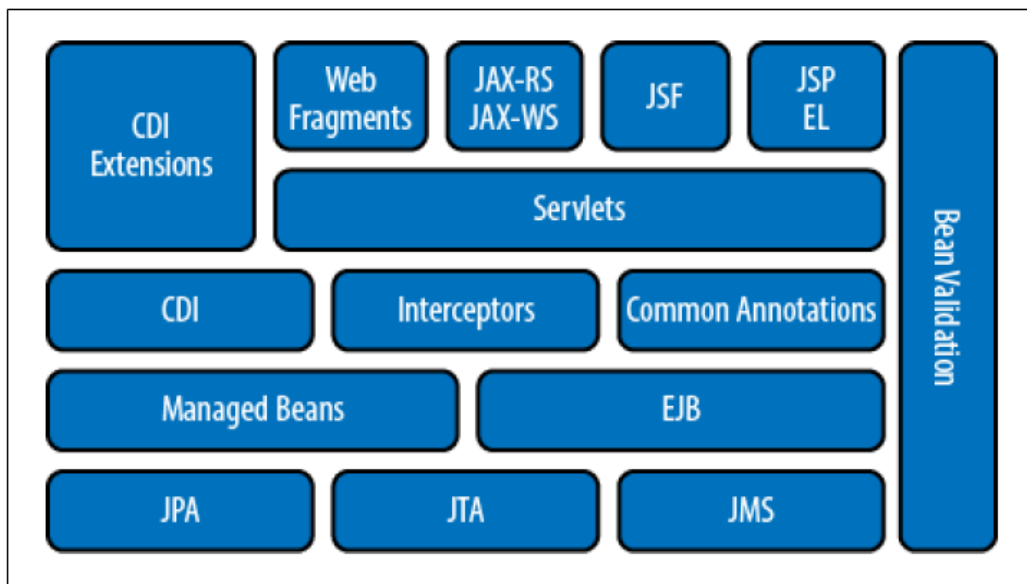 CDI
Extensions
Web
Fragments
JAX-RS
JAX-WS
JSF
JSP
EL
Servlets
CDI
Interceptors
Common Annotations
Managed Beans
EJB
JPA
JTA
JMS
Bean Validation